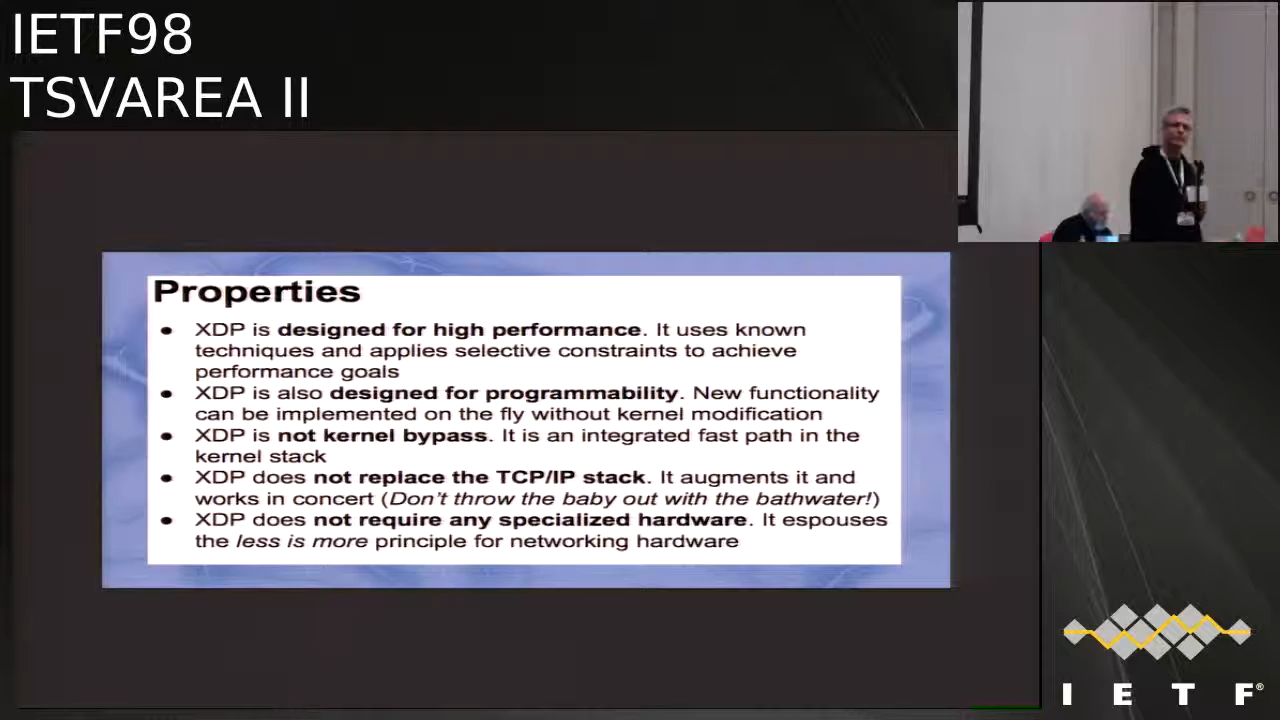 IETF98
TSVAREA II
Properties
● XDP is designed for high performance. It uses known
techniques and applies selective constraints to achieve
performance goals
● XDP is also designed for programmability. New functionality
can be implemented on the fly without kernel modification
● XDP is not kernel bypass. It is an integrated fast path in the
kernel stack
● XDP does not replace the TCP/IP stack. It augments it and
works in concert (Don't throw the baby out with the bathwater!)
● XDP does not require any specialized hardware. It espouses
the less is more principle for networking hardware
I E T F®